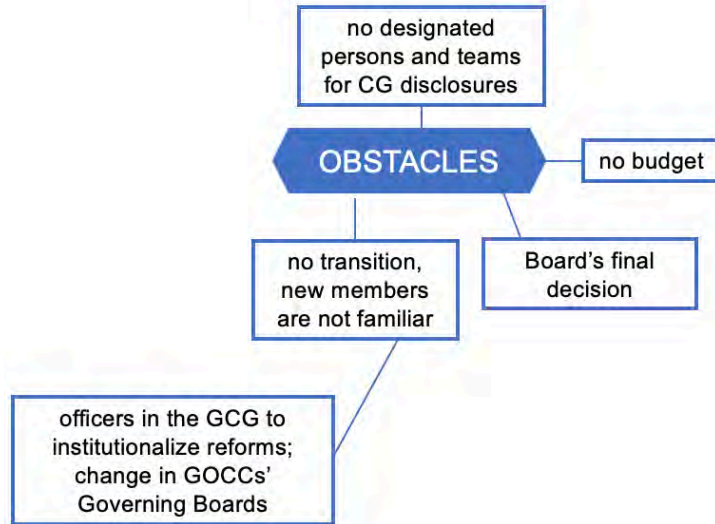 no designated
persons and teams
for CG disclosures
OBSTACLES
no budget
no transition,
new members
are not familiar
Board’s final
decision
officers in the GCG to
institutionalize reforms;
change in GOCCs’
Governing Boards